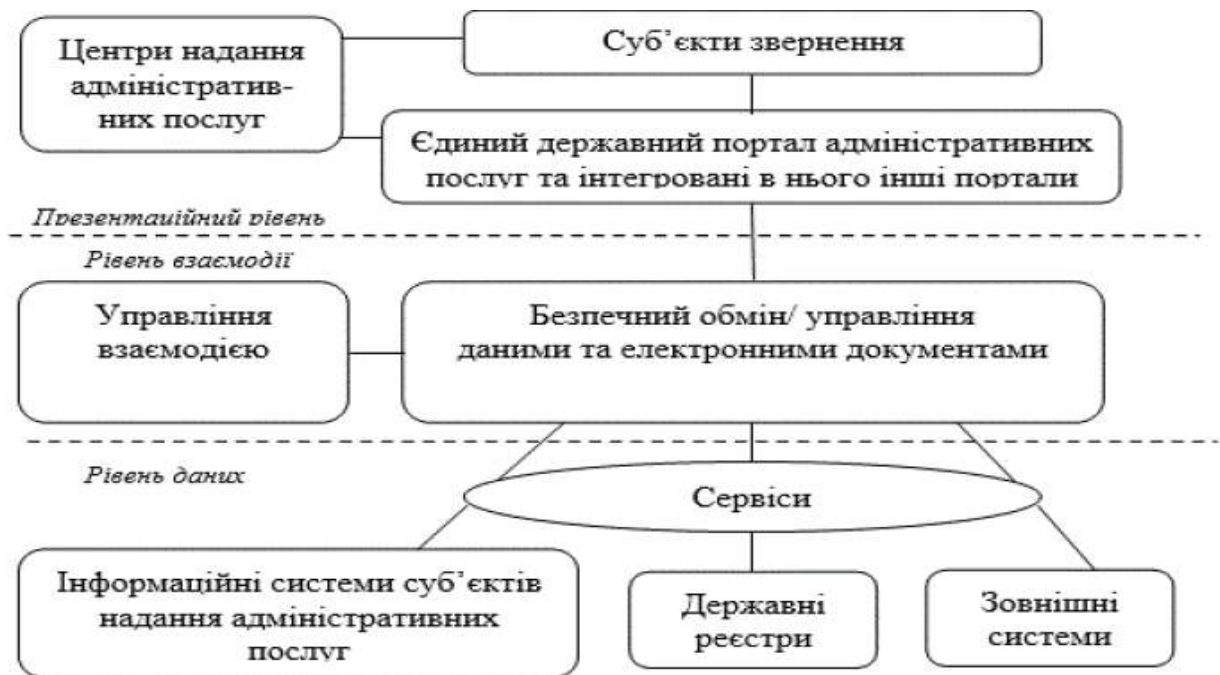 Центри надання
адміністратив-
них послуг
Суб’єкти звернення
Єдиний державний портал адміністративних
послуг та інтегровані в нього інші портали
Презентаційний рівень
Рівень взаємодії
Управління
взаємодією
Безпечний обмін/ управління
даними та електронними документами
Рівень даних
Сервіси
Інформаційні системи суб’єктів
надання адміністративних
послуг
Державні
реєстри
Зовнішні
системи